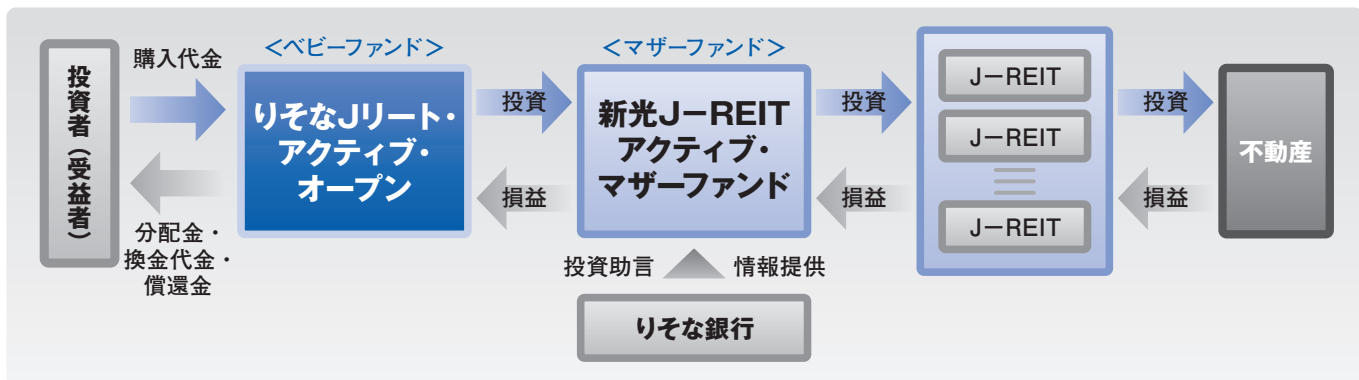 投資者（受益者）
購入代金
分配金・
換金代金・
償還金
＜ベビーファンド＞
りそなJリート・
アクティブ・
オープン
投資
損益
＜マザーファンド＞
新光J－REIT
アクティブ・
マザーファンド
投資助言
情報提供
りそな銀行
投資
損益
J－REIT
J－REIT
J－REIT
投資
損益
不動産